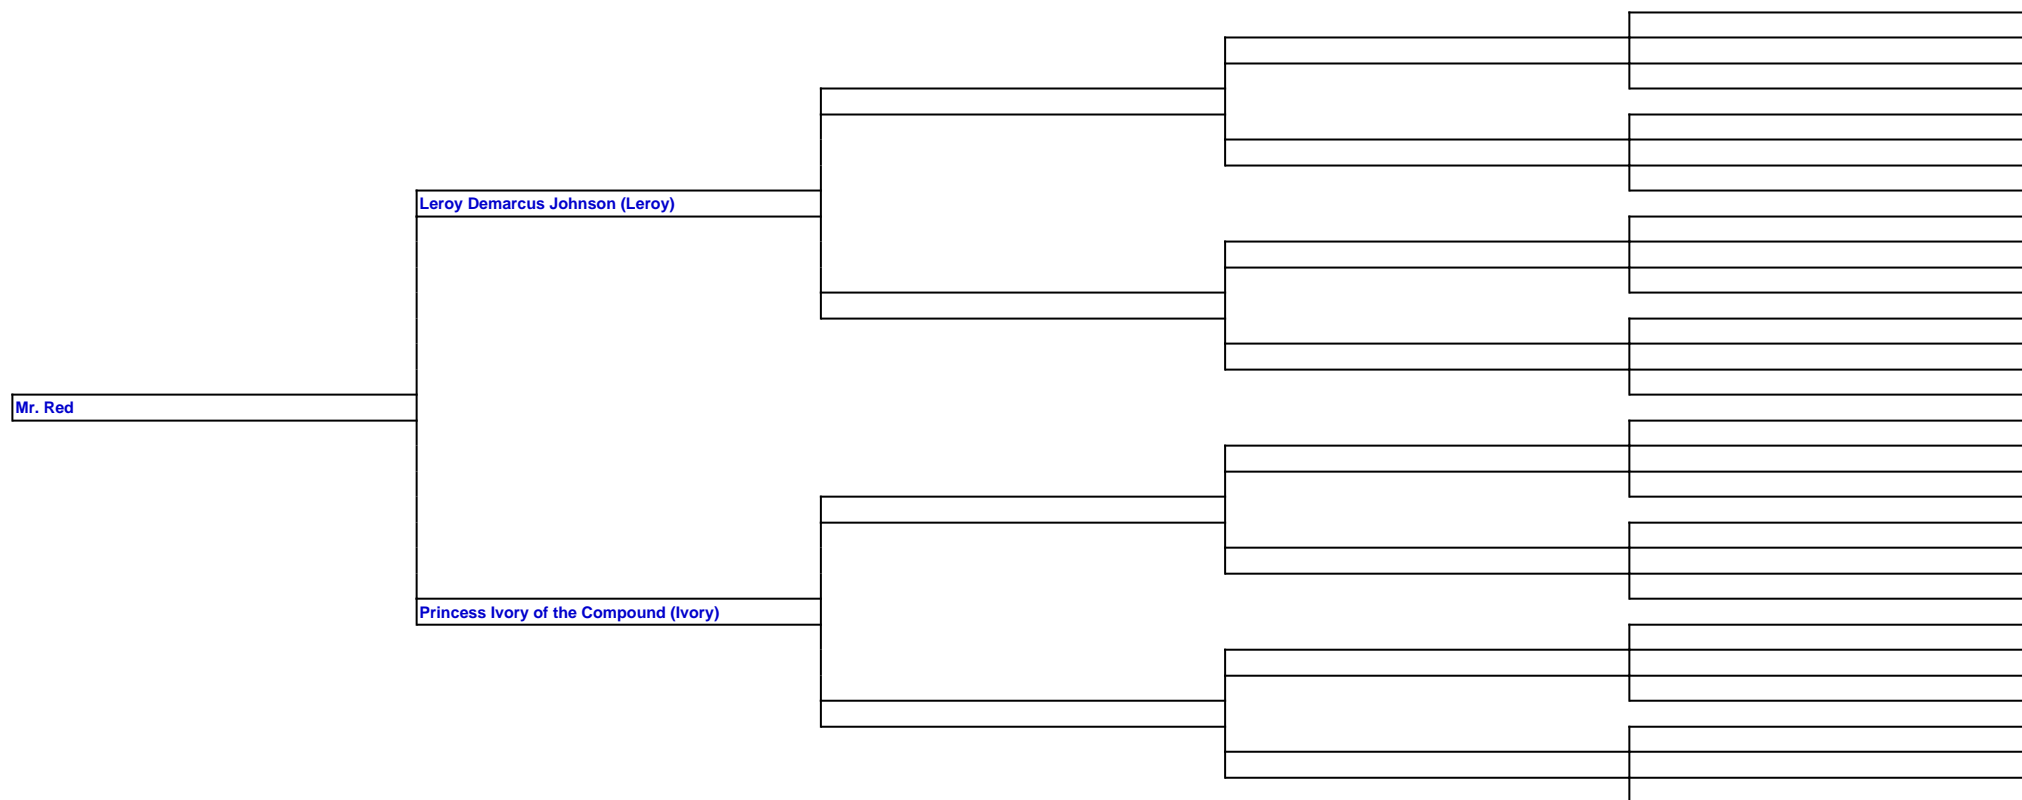 Leroy Demarcus Johnson (Leroy)
Mr. Red
Princess Ivory of the Compound (Ivory)